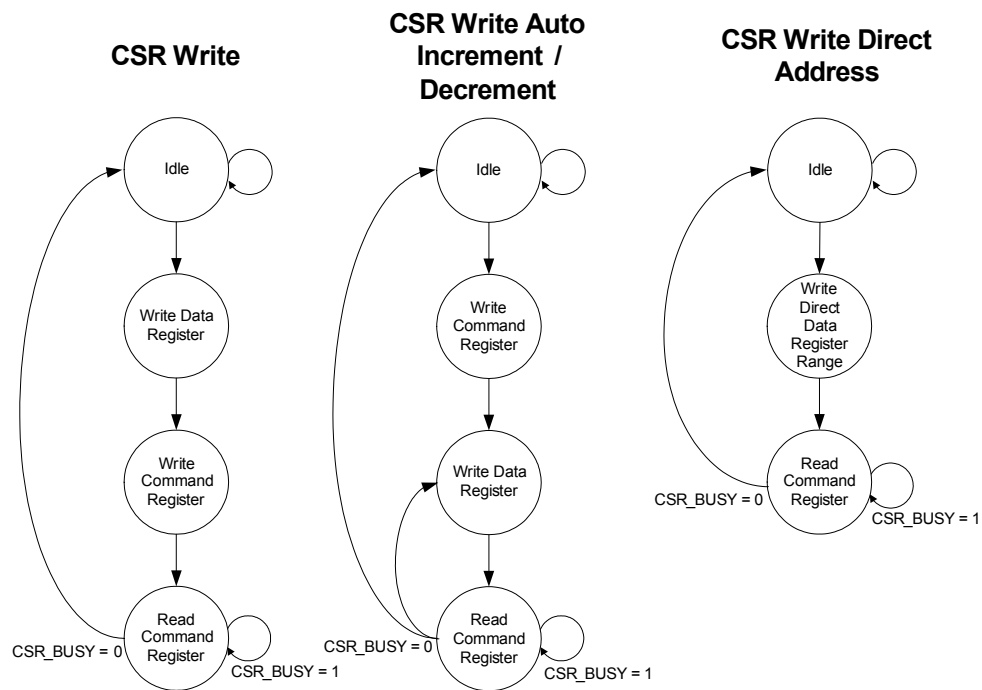 CSR Write
Idle
Write Data
Register
Write
Command
Register
Read
Command
Register
CSR_BUSY = 0
CSR_BUSY = 1
CSR Write Auto
Increment /
Decrement
Idle
Write
Command
Register
Write Data
Register
Read
Command
Register
CSR_BUSY = 0
CSR_BUSY = 1
CSR Write Direct
Address
Idle
Write
Direct
Data
Register
Range
Read
Command
Register
CSR_BUSY = 0
CSR_BUSY = 1